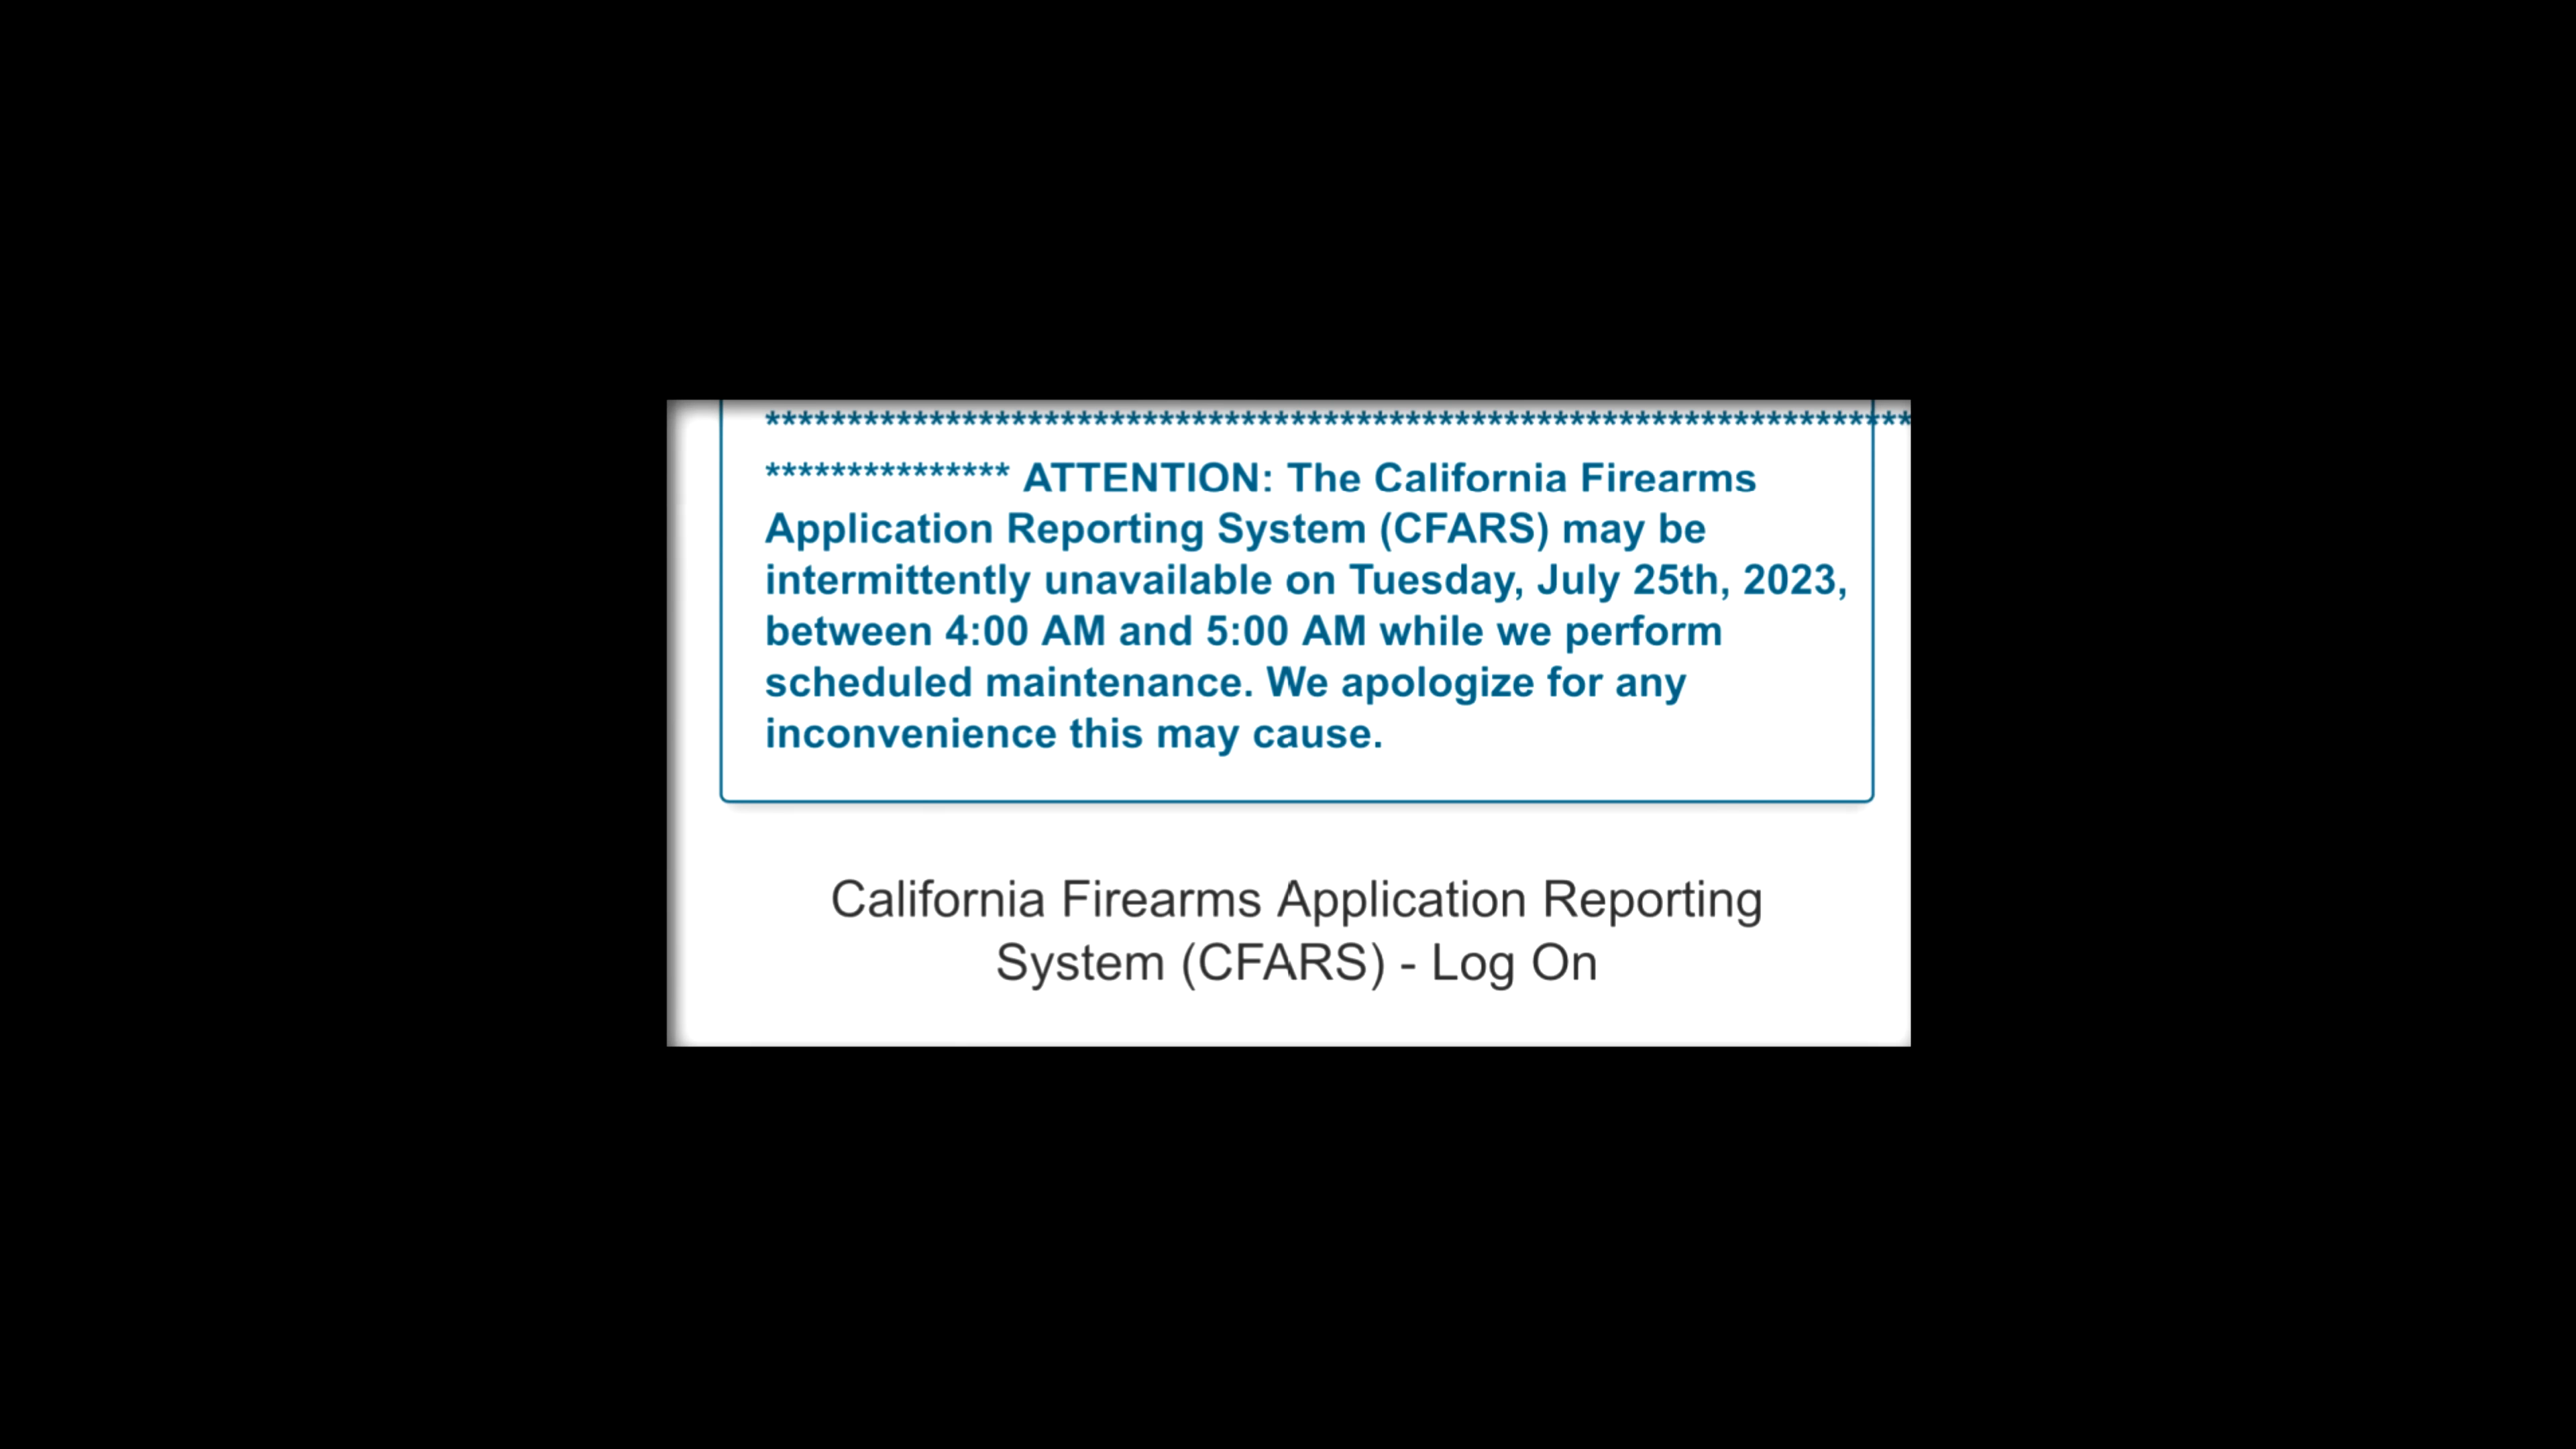 **********************************************************************
*************** ATTENTION: The California Firearms
Application Reporting System (CFARS) may be
intermittently unavailable on Tuesday, July 25th, 2023,
between 4:00 AM and 5:00 AM while we perform
scheduled maintenance. We apologize for any
inconvenience this may cause.
California Firearms Application Reporting
System (CFARS) - Log On